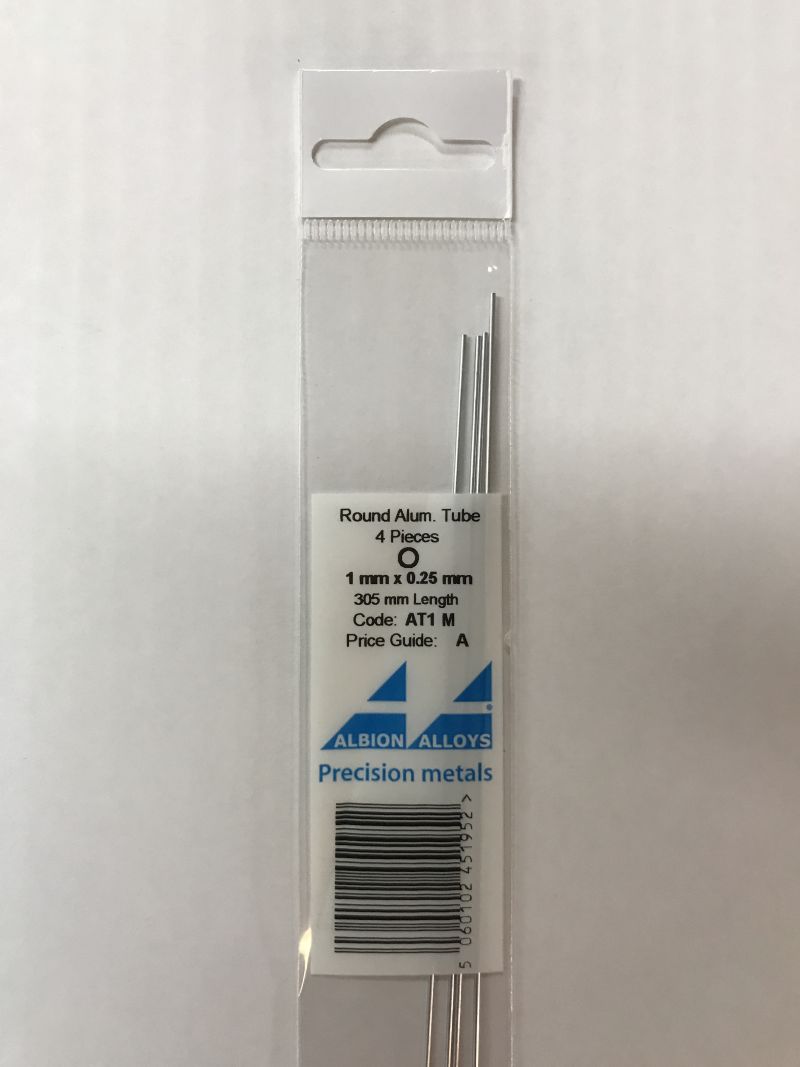 Round Alum. Tube
4 Pieces
1 mm x 0.25 mm
305 mm Length
Code: AT1 M
Price Guide: A
ALBION ALLOYS
Precision metals
5 060102 451952 >